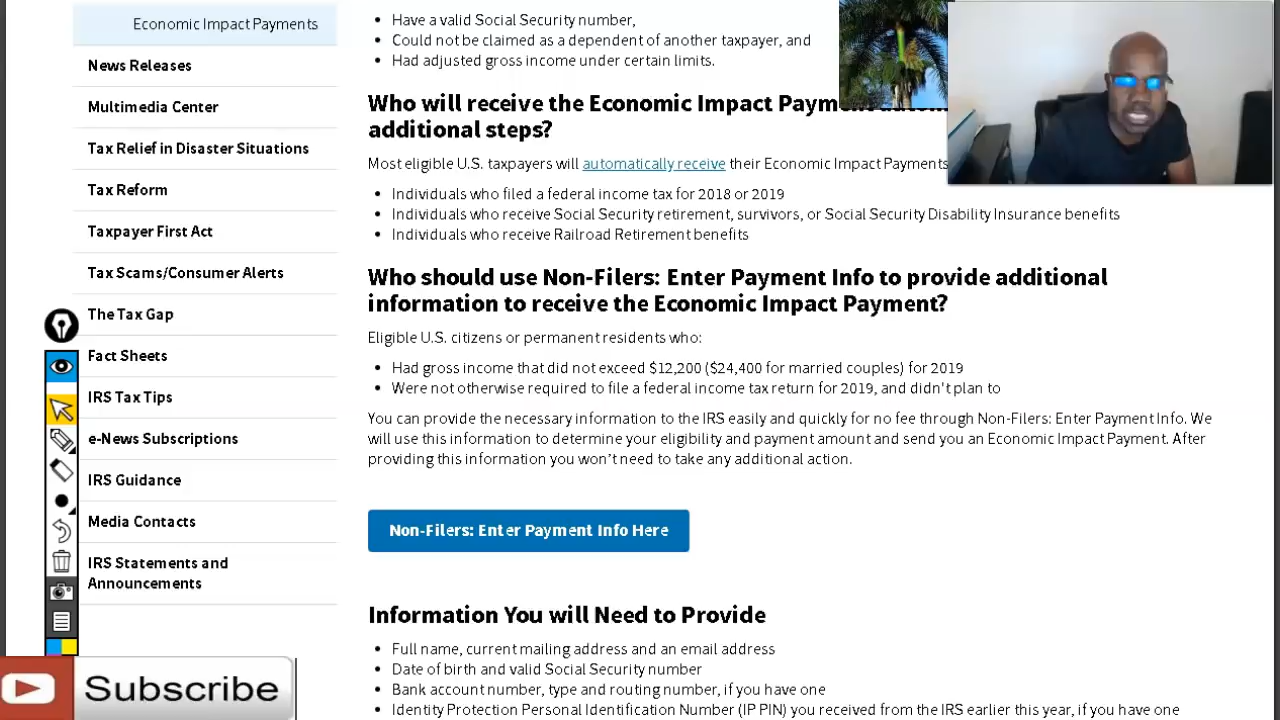 Economic Impact Payments
News Releases
Multimedia Center
Tax Relief in Disaster Situations
Tax Reform
Taxpayer First Act
Tax Scams/Consumer Alerts
The Tax Gap
Fact Sheets
IRS Tax Tips
e-News Subscriptions
IRS Guidance
Media Contacts
IRS Statements and
Announcements
Subscribe
Have a valid Social Security number,
Could not be claimed as a dependent of another taxpayer, and
Had adjusted gross income under certain limits.
Who will receive the Economic Impact Payment
additional steps?
Most eligible U.S. taxpayers will automatically receive their Economic Impact Payments
Individuals who filed a federal income tax for 2018 or 2019
Individuals who receive Social Security retirement, survivors, or Social Security Disability Insurance benefits
Individuals who receive Railroad Retirement benefits
Who should use Non-Filers: Enter Payment Info to provide additional
information to receive the Economic Impact Payment?
Eligible U.S. citizens or permanent residents who:
Had gross income that did not exceed $12,200 ($24,400 for married couples) for 2019
Were not otherwise required to file a federal income tax return for 2019, and didn't plan to
You can provide the necessary information to the IRS easily and quickly for no fee through Non-Filers: Enter Payment Info. We
will use this information to determine your eligibility and payment amount and send you an Economic Impact Payment. After
providing this information you won't need to take any additional action.
Non-Filers: Enter Payment Info Here
Information You will Need to Provide
Full name, current mailing address and an email address
Date of birth and valid Social Security number
Bank account number, type and routing number, if you have one
Identity Protection Personal Identification Number (IP PIN) you received from the IRS earlier this year, if you have one